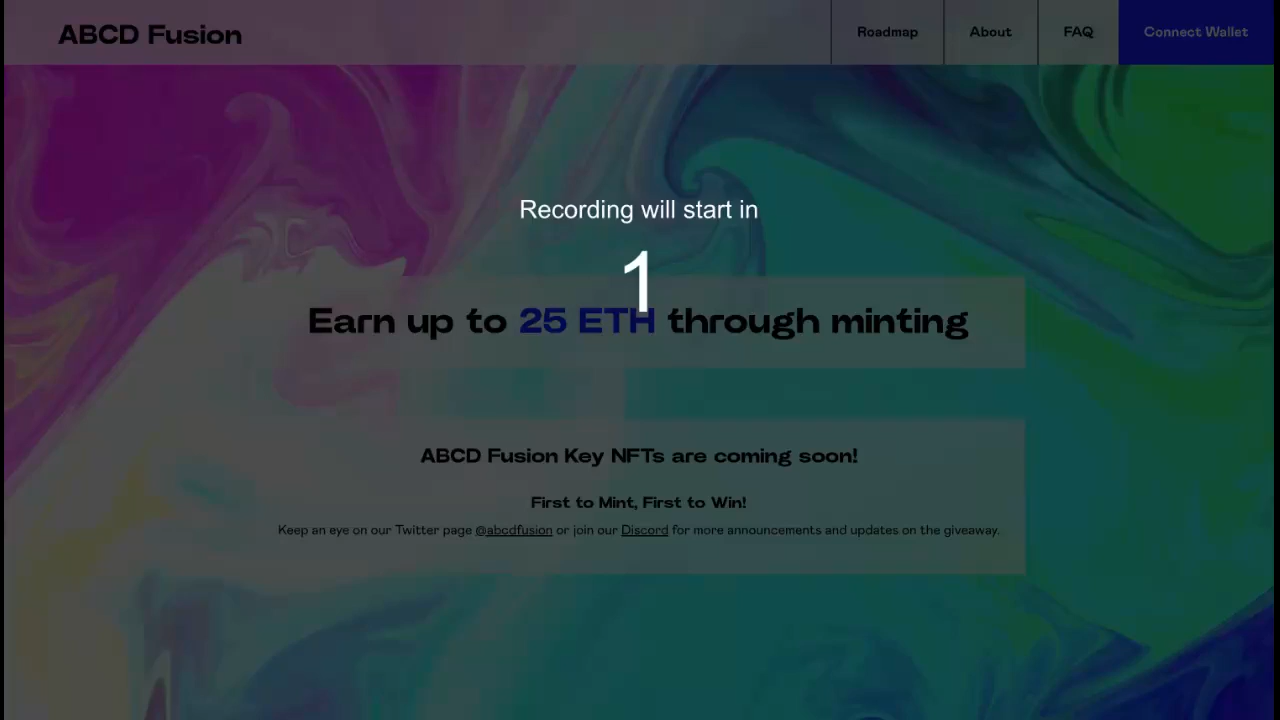 ABCD Fusion
Roadmap
About
FAQ
Connect Wallet
Recording will start in
1
Earn up to 25 ETH through minting
ABCD Fusion Key NFTs are coming soon!
First to Mint, First to Win!
Keep an eye on our Twitter page @abcdfusion or join our Discord for more announcements and updates on the giveaway.